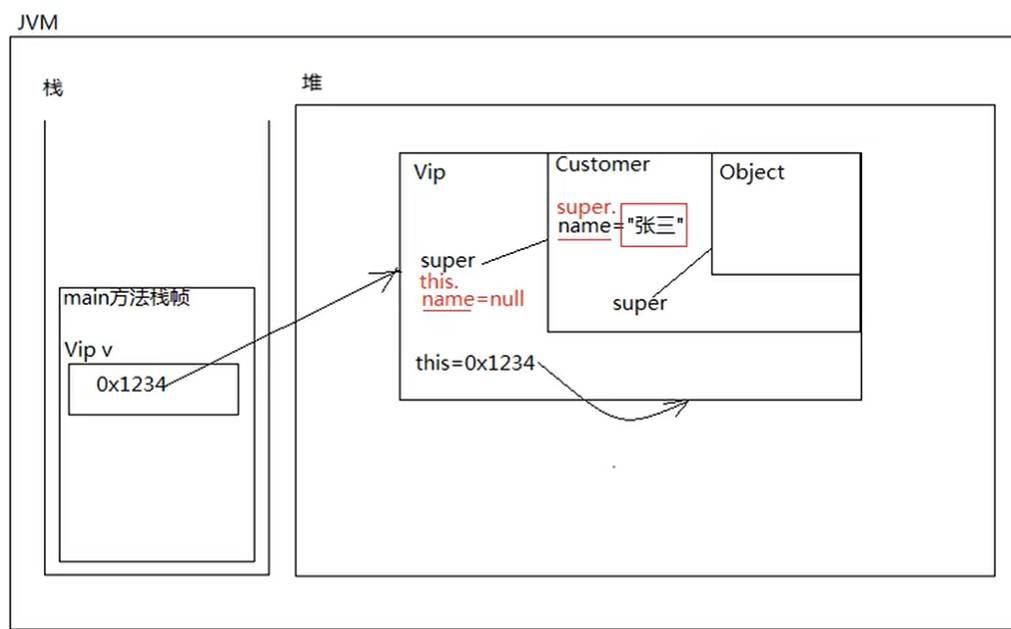 JVM
栈
堆
Vip
Customer
Object
super.
name="张三"
super
this.
name=null
super
this=0x1234
main方法栈帧
Vip v
0x1234